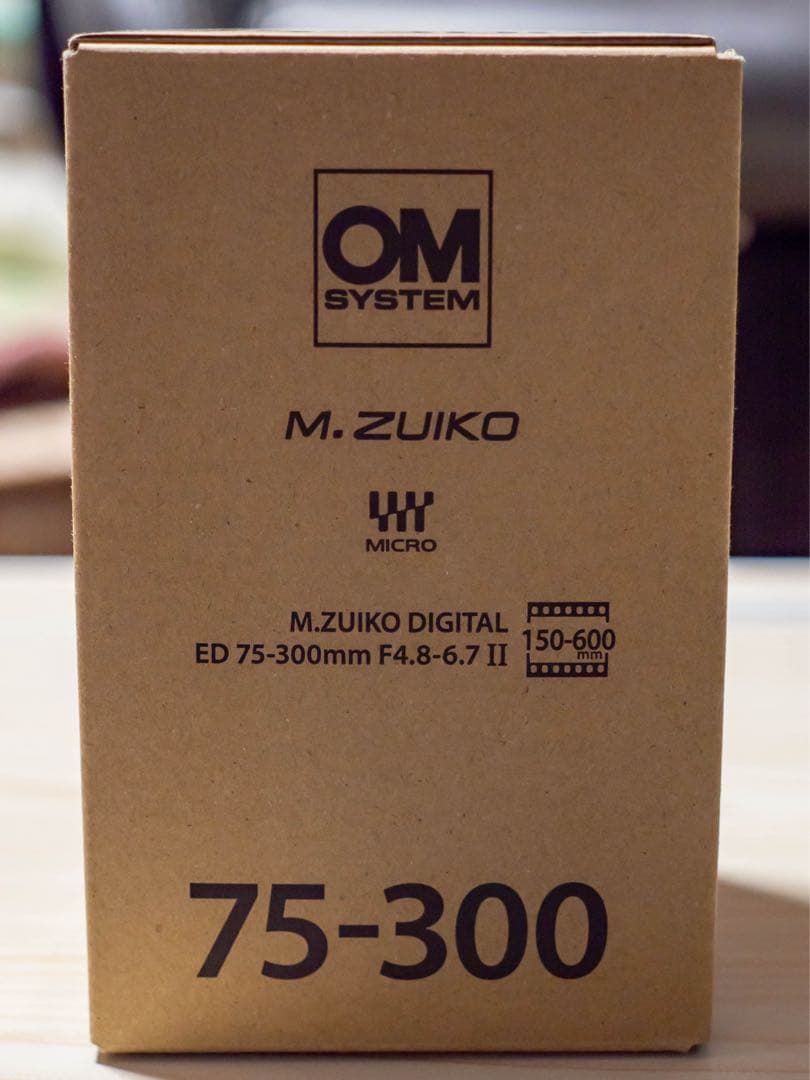 OM
SYSTEM
M.ZUIKO
MICRO
M.ZUIKO DIGITAL
ED 75-300mm F4.8-6.7 II
150-600
mm
75-300